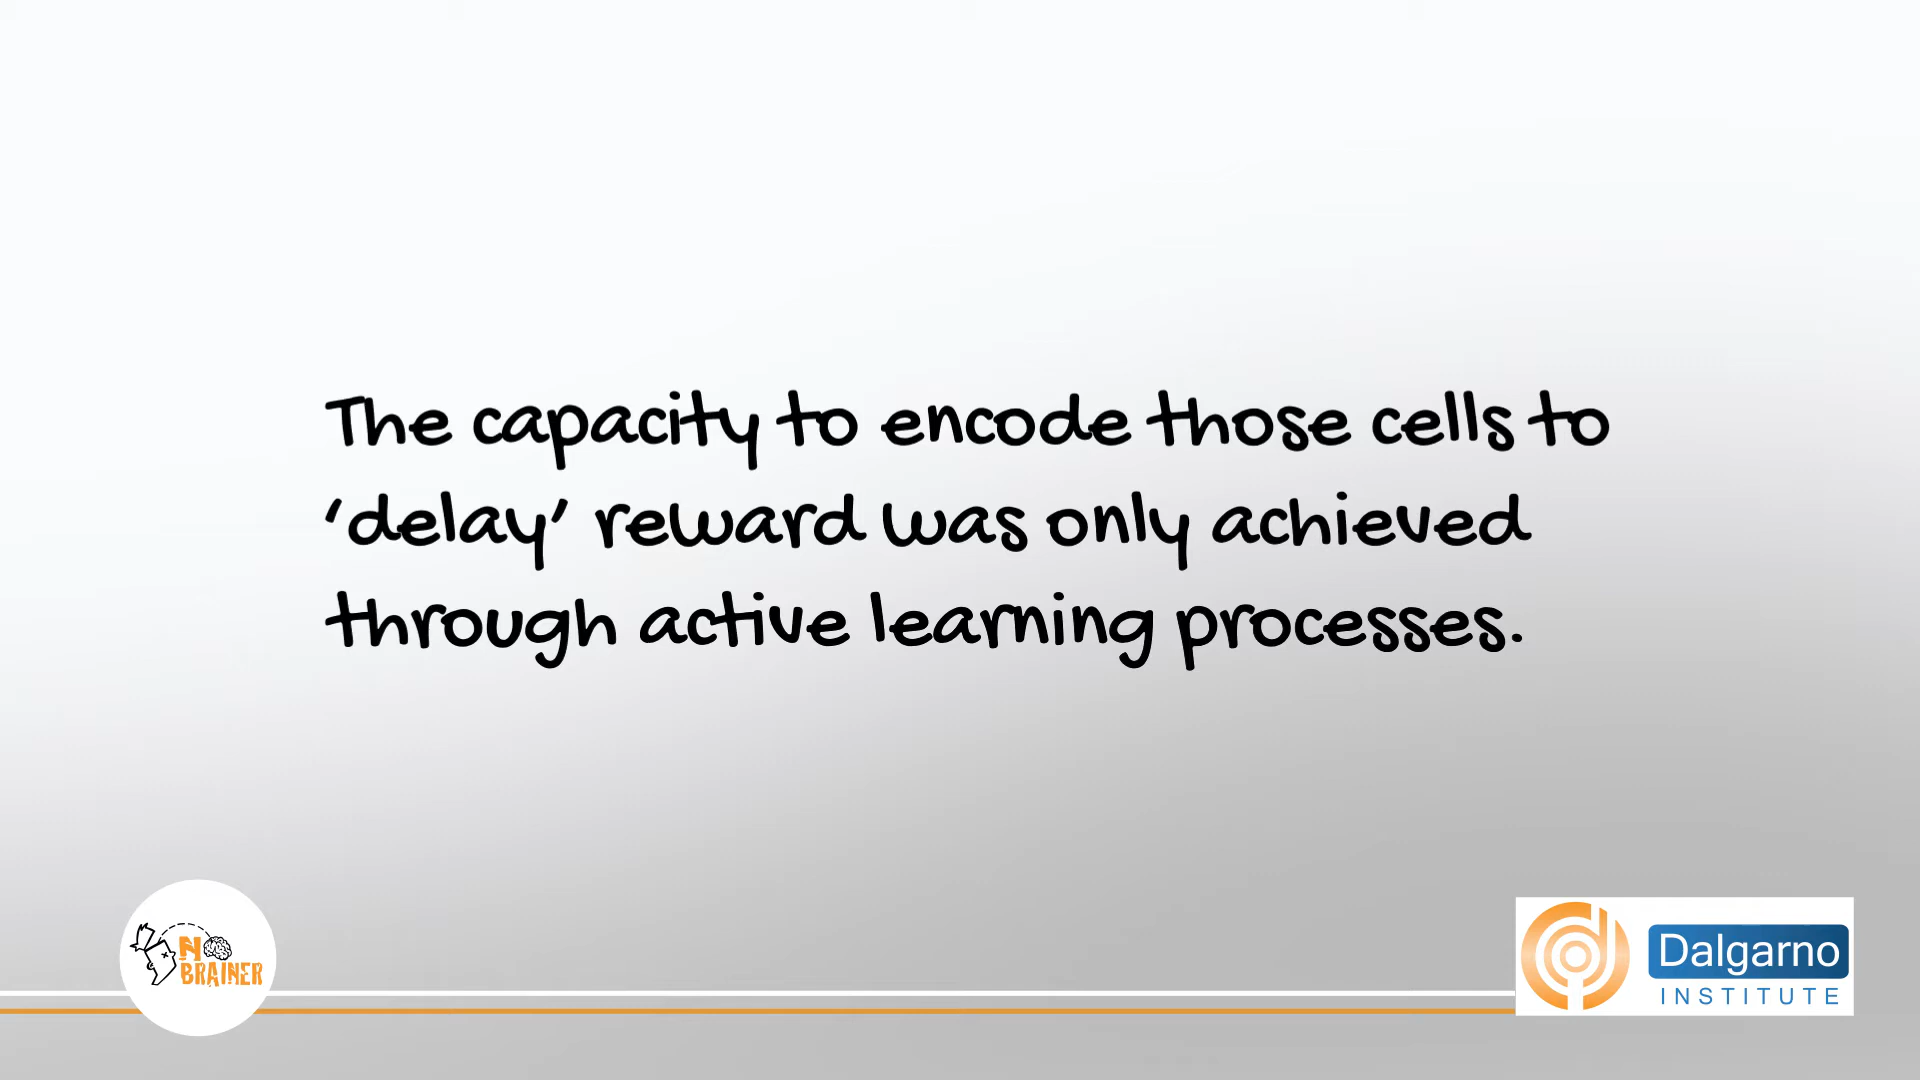 The capacity to encode those cells to
‘delay’ reward was only achieved
through active learning processes.
NO
BRAINER
Dalgarno
INSTITUTE